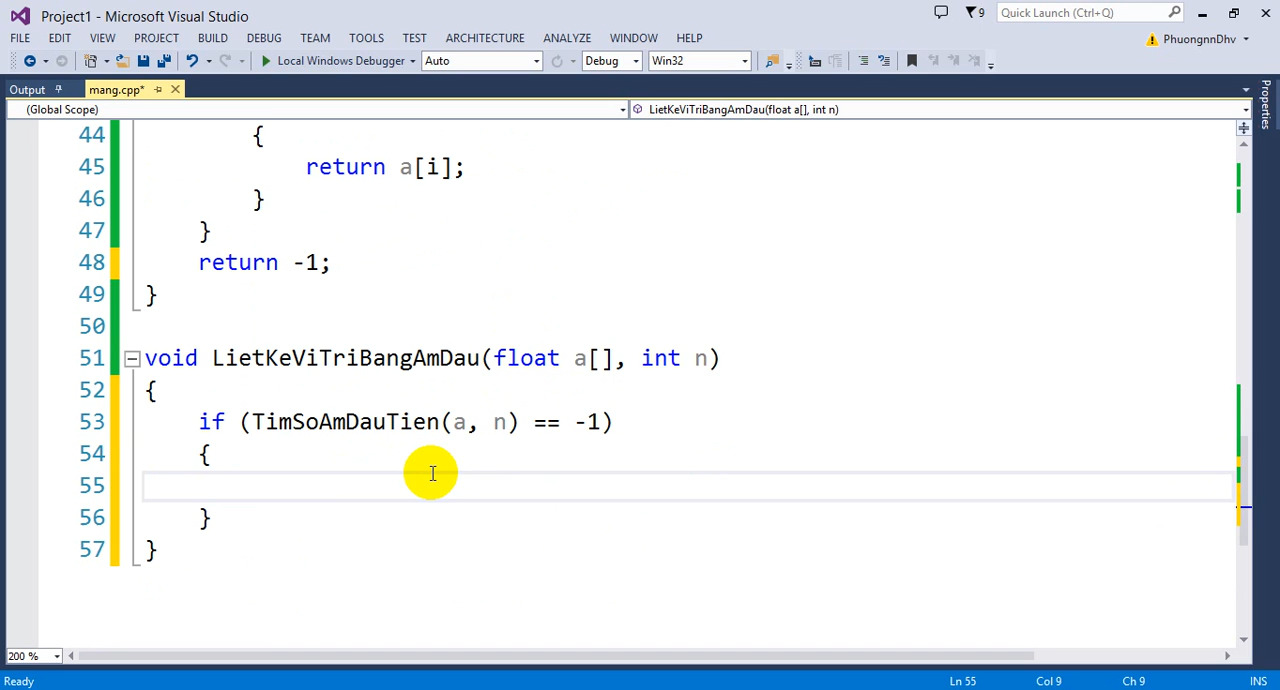 Project1 - Microsoft Visual Studio
9
Quick Launch (Ctrl+Q)
FILE EDIT VIEW PROJECT BUILD DEBUG TEAM TOOLS TEST ARCHITECTURE ANALYZE WINDOW HELP
PhuongnnDhv
Local Windows Debugger Auto Debug Win32
Output mang.cpp*
(Global Scope) LietKeViTriBangAmDau(float a[], int n)
Properties
44 {
45 return a[i];
46 }
47 }
48 return -1;
49 }
50
51 void LietKeViTriBangAmDau(float a[], int n)
52 {
53 if (TimSoAmDauTien(a, n) == -1)
54 {
55
56 }
57 }
200 %
Ready Ln 55 Col 9 Ch 9 INS